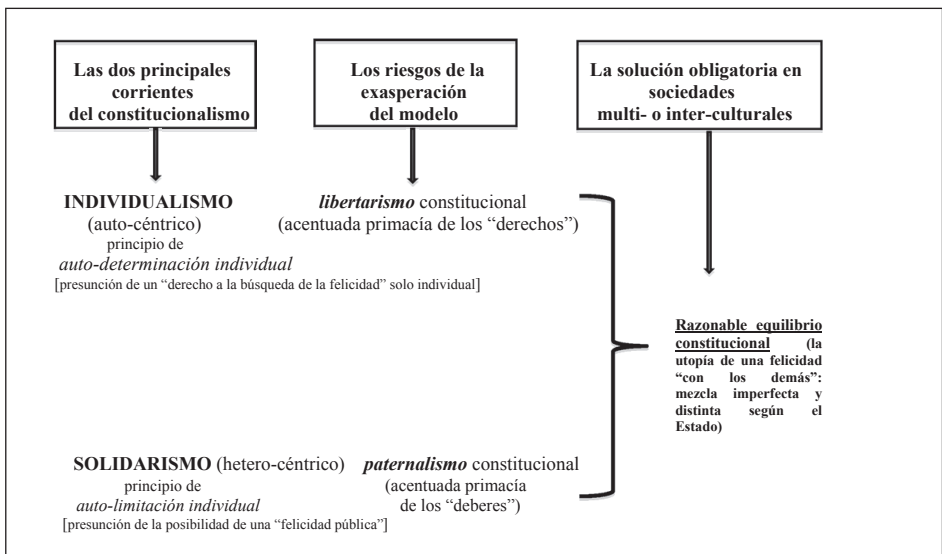 Las dos principales
corrientes
del constitucionalismo
Los riesgos de la
exasperación
del modelo
La solución obligatoria en
sociedades
multi- o inter-culturales
INDIVIDUALISMO
(auto-céntrico)
principio de
auto-determinación individual
[presunción de un “derecho a la búsqueda de la felicidad” solo individual]
libertarismo constitucional
(acentuada primacía de los “derechos”)
Razonable equilibrio
constitucional (la
utopía de una felicidad
“con los demás”:
mezcla imperfecta y
distinta según el
Estado)
SOLIDARISMO (hetero-céntrico)
principio de
auto-limitación individual
[presunción de la posibilidad de una “felicidad pública”]
paternalismo constitucional
(acentuada primacía
de los “deberes”)